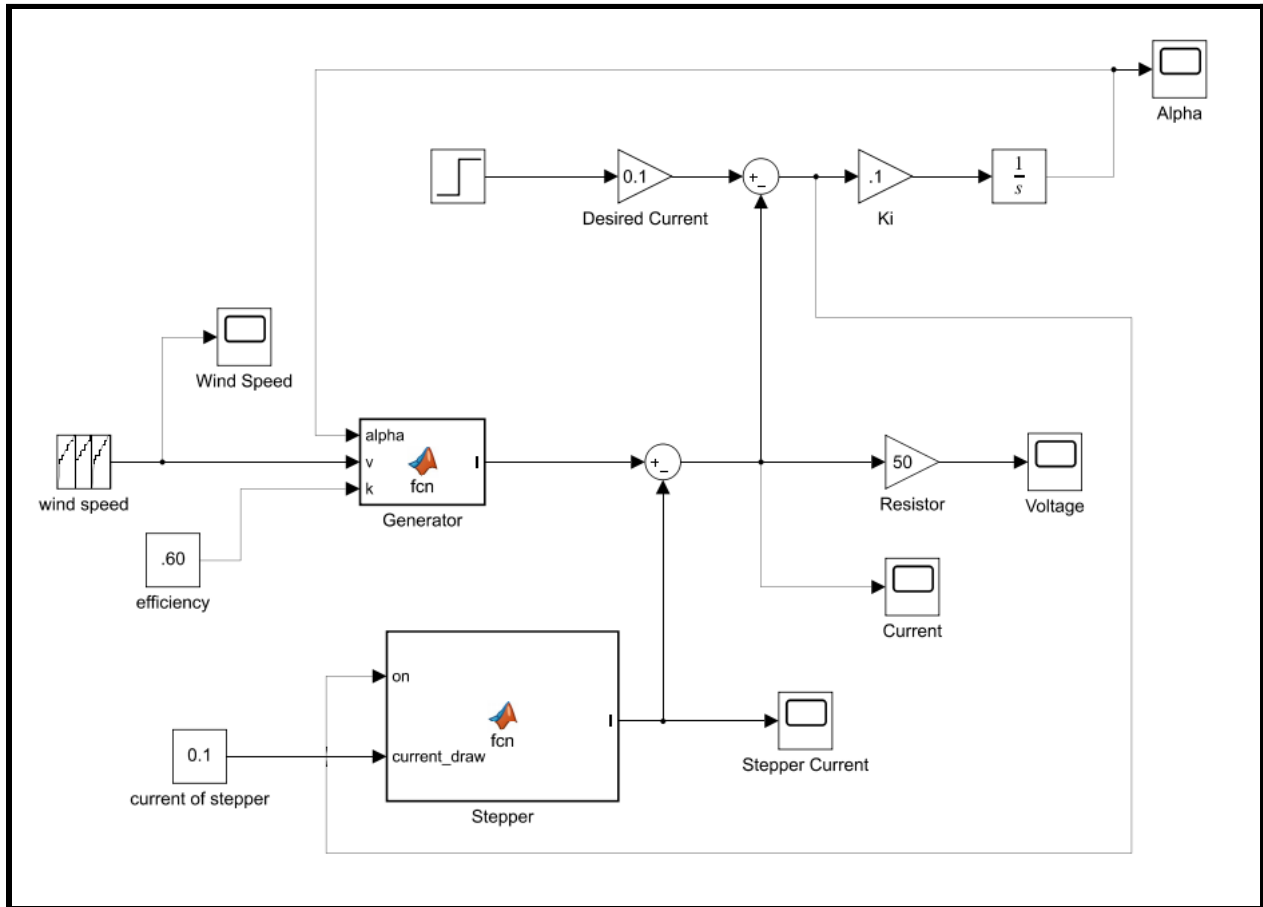 Alpha
0.1
+
-
.1
1
s
Desired Current
Ki
Wind Speed
alpha
v
k
fcn
I
Generator
wind speed
+
-
50
Resistor
Voltage
.60
efficiency
Current
on
current_draw
fcn
I
Stepper
0.1
current of stepper
Stepper Current